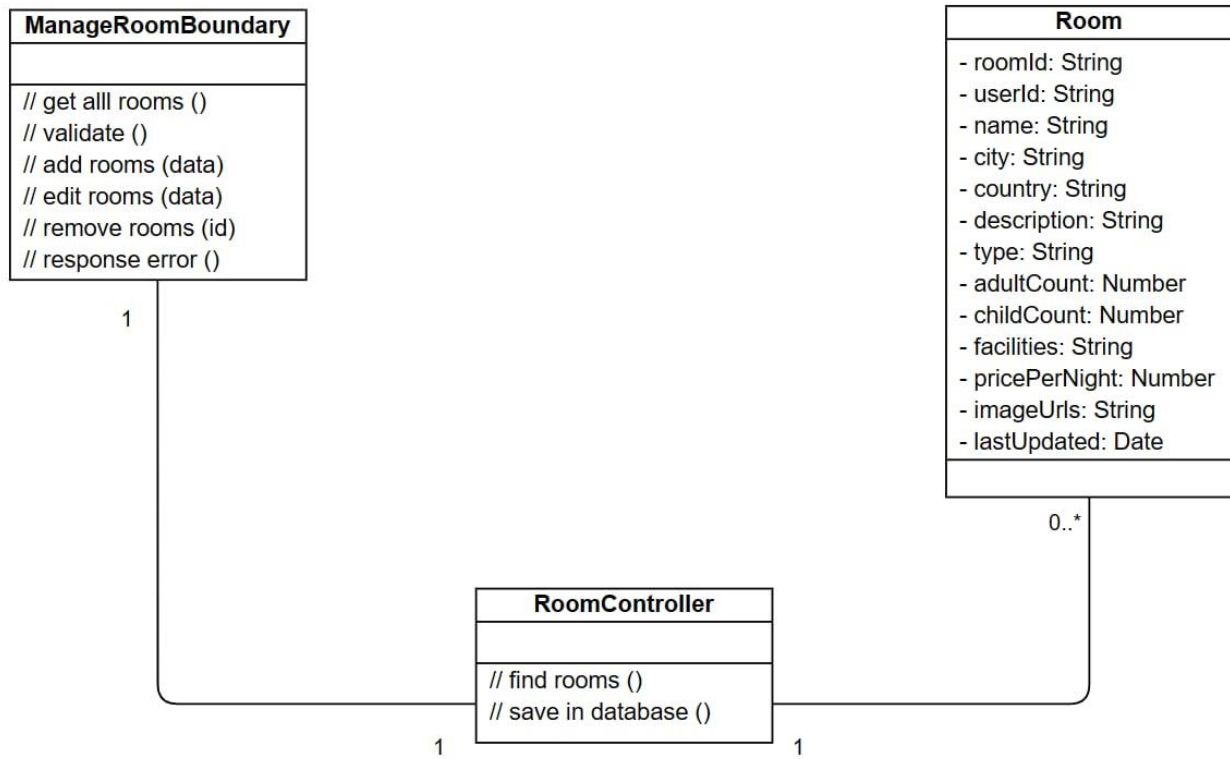 ManageRoomBoundary
// get alll rooms ()
// validate ()
// add rooms (data)
// edit rooms (data)
// remove rooms (id)
// response error ()
1
Room
- roomId: String
- userId: String
- name: String
- city: String
- country: String
- description: String
- type: String
- adultCount: Number
- childCount: Number
- facilities: String
- pricePerNight: Number
- imageUrls: String
- lastUpdated: Date
0..*
RoomController
// find rooms ()
// save in database ()
1
1